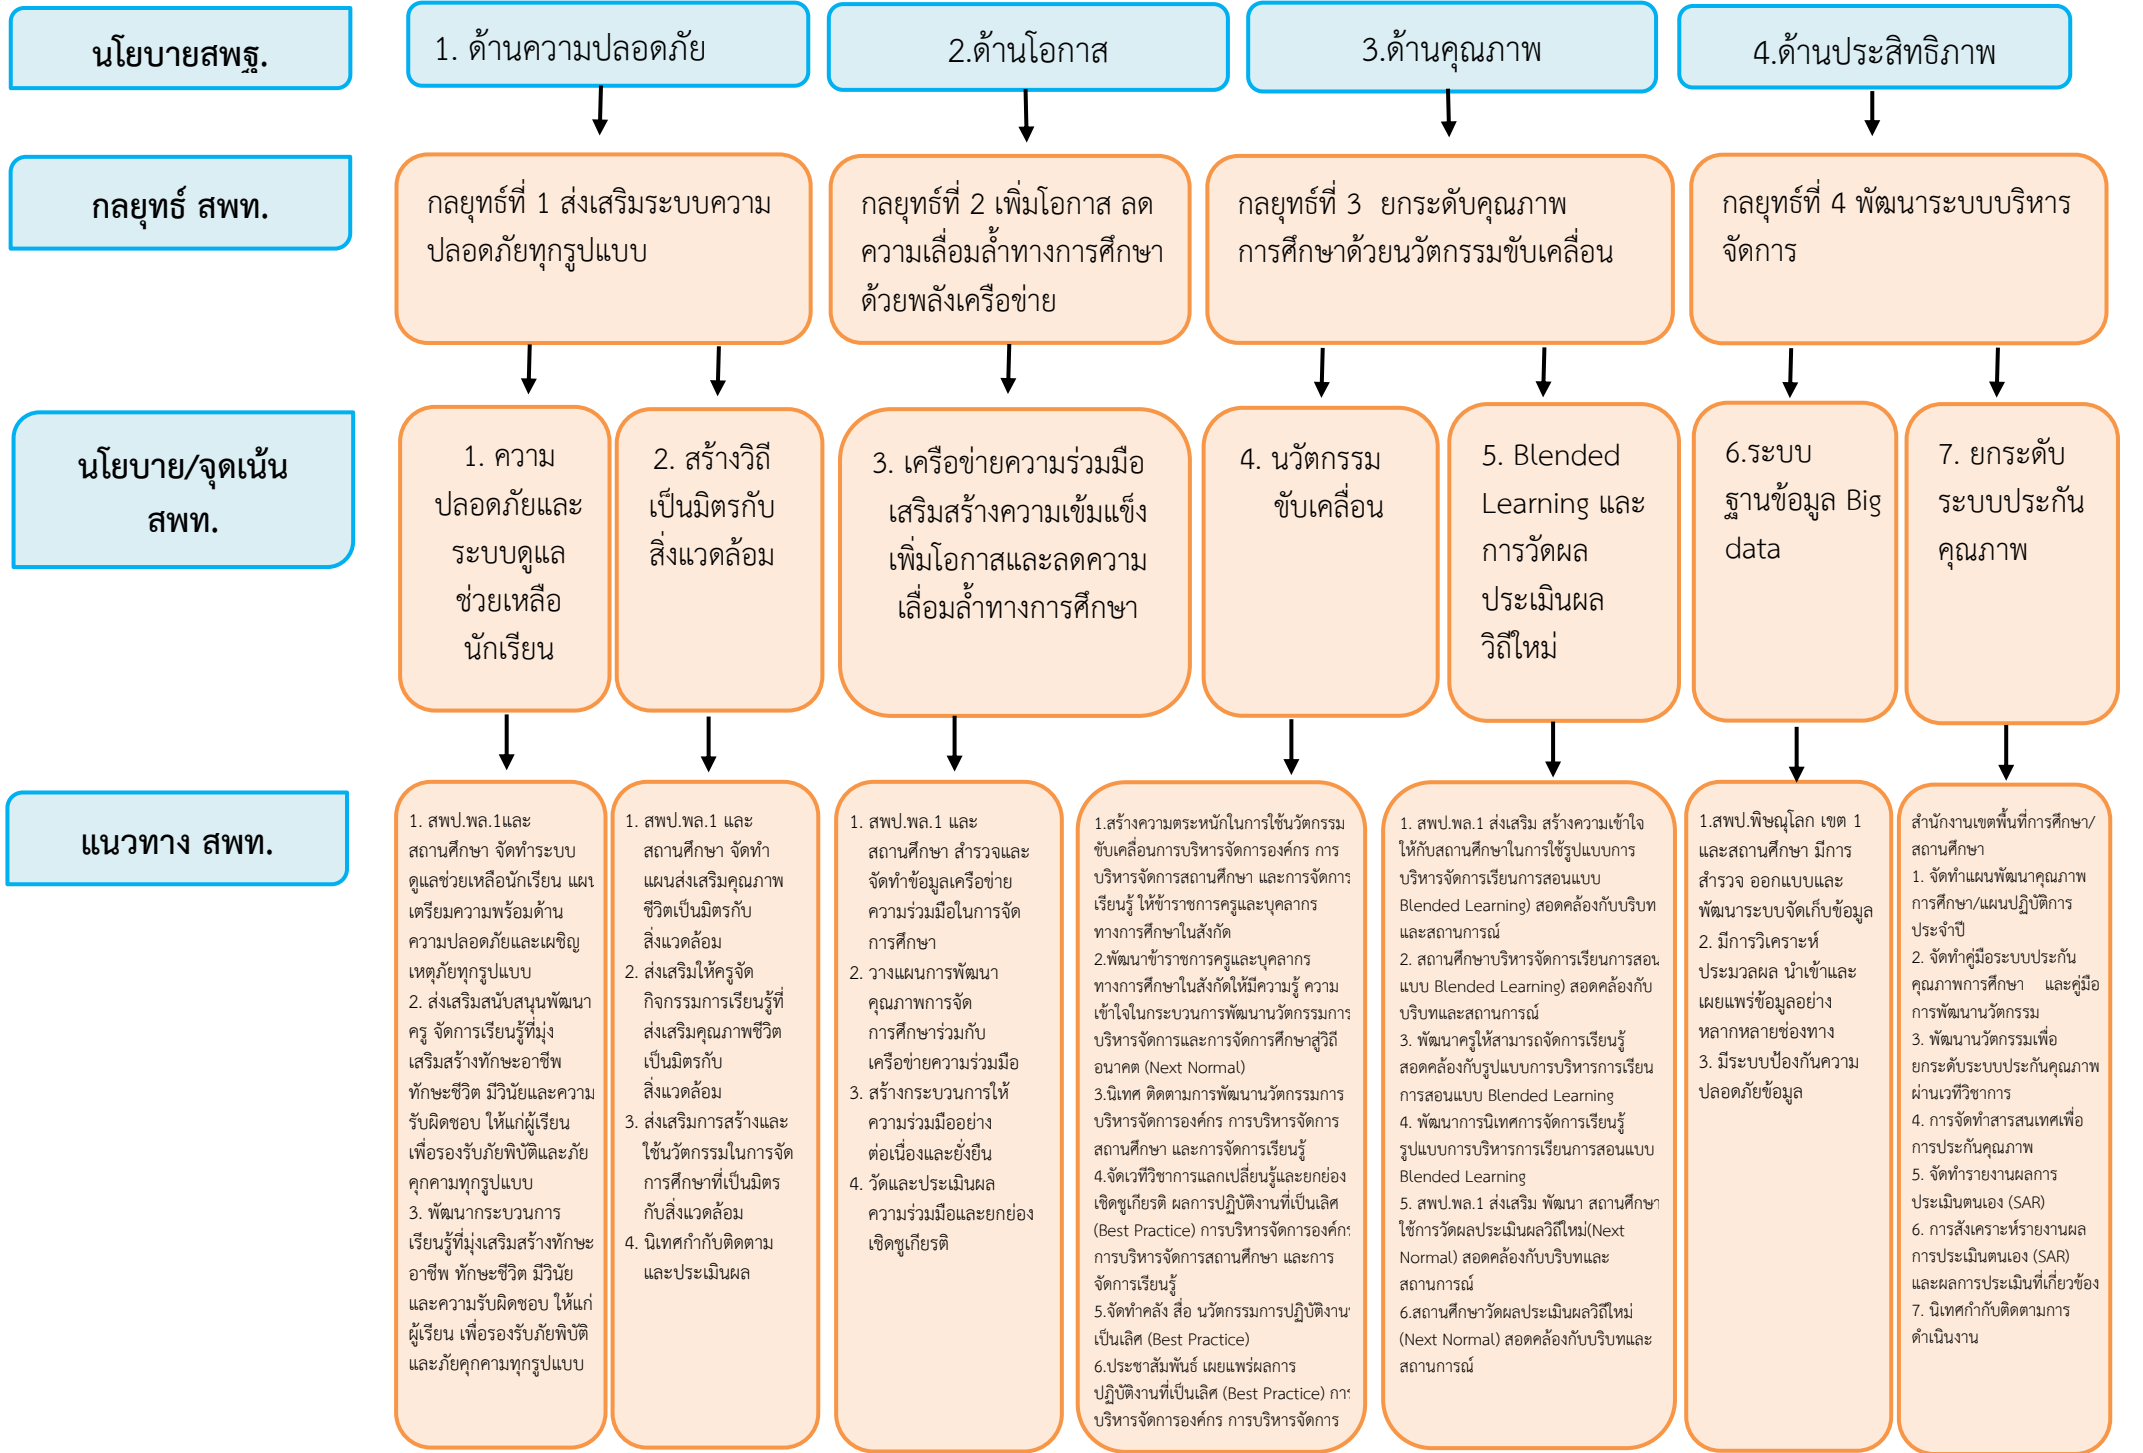 นโยบายสพฐ.
1. ด้านความปลอดภัย
2.ด้านโอกาส
3.ด้านคุณภาพ
4.ด้านประสิทธิภาพ
กลยุทธ์ สพท.
กลยุทธ์ที่ 1 ส่งเสริมระบบความ
ปลอดภัยทุกรูปแบบ
กลยุทธ์ที่ 2 เพิ่มโอกาส ลด
ความเลื่อมล้ำทางการศึกษา
ด้วยพลังเครือข่าย
กลยุทธ์ที่ 3 ยกระดับคุณภาพ
การศึกษาด้วยนวัตกรรมขับเคลื่อน
กลยุทธ์ที่ 4 พัฒนาระบบบริหาร
จัดการ
นโยบาย/จุดเน้น
สพท.
1. ความ
ปลอดภัยและ
ระบบดูแล
ช่วยเหลือ
นักเรียน
2. สร้างวิถี
เป็นมิตรกับ
สิ่งแวดล้อม
3. เครือข่ายความร่วมมือ
เสริมสร้างความเข้มแข็ง
เพิ่มโอกาสและลดความ
เลื่อมล้ำทางการศึกษา
4. นวัตกรรม
ขับเคลื่อน
5. Blended
Learning และ
การวัดผล
ประเมินผล
วิถีใหม่
6.ระบบ
ฐานข้อมูล Big
data
7. ยกระดับ
ระบบประกัน
คุณภาพ
แนวทาง สพท.
1. สพป.พล.1และ
สถานศึกษา จัดทำระบบ
ดูแลช่วยเหลือนักเรียน แผน
เตรียมความพร้อมด้าน
ความปลอดภัยและเผชิญ
เหตุภัยทุกรูปแบบ
2. ส่งเสริมสนับสนุนพัฒนา
ครู จัดการเรียนรู้ที่มุ่ง
เสริมสร้างทักษะอาชีพ
ทักษะชีวิต มีวินัยและความ
รับผิดชอบ ให้แก่ผู้เรียน
เพื่อรองรับภัยพิบัติและภัย
คุกคามทุกรูปแบบ
3. พัฒนากระบวนการ
เรียนรู้ที่มุ่งเสริมสร้างทักษะ
อาชีพ ทักษะชีวิต มีวินัย
และความรับผิดชอบ ให้แก่
ผู้เรียน เพื่อรองรับภัยพิบัติ
และภัยคุกคามทุกรูปแบบ
1. สพป.พล.1 และ
สถานศึกษา จัดทำ
แผนส่งเสริมคุณภาพ
ชีวิตเป็นมิตรกับ
สิ่งแวดล้อม
2. ส่งเสริมให้ครูจัด
กิจกรรมการเรียนรู้ที่
ส่งเสริมคุณภาพชีวิต
เป็นมิตรกับ
สิ่งแวดล้อม
3. ส่งเสริมการสร้างและ
ใช้นวัตกรรมในการจัด
การศึกษาที่เป็นมิตร
กับสิ่งแวดล้อม
4. นิเทศกำกับติดตาม
และประเมินผล
1. สพป.พล.1 และ
สถานศึกษา สำรวจและ
จัดทำข้อมูลเครือข่าย
ความร่วมมือในการจัด
การศึกษา
2. วางแผนการพัฒนา
คุณภาพการจัด
การศึกษาร่วมกับ
เครือข่ายความร่วมมือ
3. สร้างกระบวนการให้
ความร่วมมืออย่าง
ต่อเนื่องและยั่งยืน
4. วัดและประเมินผล
ความร่วมมือและยกย่อง
เชิดชูเกียรติ
1.สร้างความตระหนักในการใช้นวัตกรรม
ขับเคลื่อนการบริหารจัดการองค์กร การ
บริหารจัดการสถานศึกษา และการจัดการ
เรียนรู้ ให้ข้าราชการครูและบุคลากร
ทางการศึกษาในสังกัด
2.พัฒนาข้าราชการครูและบุคลากร
ทางการศึกษาในสังกัดให้มีความรู้ ความ
เข้าใจในกระบวนการพัฒนานวัตกรรมการ
บริหารจัดการและการจัดการศึกษาสู่วิถี
อนาคต (Next Normal)
3.นิเทศ ติดตามการพัฒนานวัตกรรมการ
บริหารจัดการองค์กร การบริหารจัดการ
สถานศึกษา และการจัดการเรียนรู้
4.จัดเวทีวิชาการแลกเปลี่ยนรู้และยกย่อง
เชิดชูเกียรติ ผลการปฏิบัติงานที่เป็นเลิศ
(Best Practice) การบริหารจัดการองค์กร
การบริหารจัดการสถานศึกษา และการ
จัดการเรียนรู้
5.จัดทำคลัง สื่อ นวัตกรรมการปฏิบัติงาน
เป็นเลิศ (Best Practice)
6.ประชาสัมพันธ์ เผยแพร่ผลการ
ปฏิบัติงานที่เป็นเลิศ (Best Practice) การ
บริหารจัดการองค์กร การบริหารจัดการ
1. สพป.พล.1 ส่งเสริม สร้างความเข้าใจ
ให้กับสถานศึกษาในการใช้รูปแบบการ
บริหารจัดการเรียนการสอนแบบ
Blended Learning) สอดคล้องกับบริบท
และสถานการณ์
2. สถานศึกษาบริหารจัดการเรียนการสอน
แบบ Blended Learning) สอดคล้องกับ
บริบทและสถานการณ์
3. พัฒนาครูให้สามารถจัดการเรียนรู้
สอดคล้องกับรูปแบบการบริหารการเรียน
การสอนแบบ Blended Learning
4. พัฒนาการนิเทศการจัดการเรียนรู้
รูปแบบการบริหารการเรียนการสอนแบบ
Blended Learning
5. สพป.พล.1 ส่งเสริม พัฒนา สถานศึกษา
ใช้การวัดผลประเมินผลวิถีใหม่(Next
Normal) สอดคล้องกับบริบทและ
สถานการณ์
6.สถานศึกษาวัดผลประเมินผลวิถีใหม่
(Next Normal) สอดคล้องกับบริบทและ
สถานการณ์
1.สพป.พิษณุโลก เขต 1
และสถานศึกษา มีการ
สำรวจ ออกแบบและ
พัฒนาระบบจัดเก็บข้อมูล
2. มีการวิเคราะห์
ประมวลผล นำเข้าและ
เผยแพร่ข้อมูลอย่าง
หลากหลายช่องทาง
3. มีระบบป้องกันความ
ปลอดภัยข้อมูล
สำนักงานเขตพื้นที่การศึกษา/
สถานศึกษา
1. จัดทำแผนพัฒนาคุณภาพ
การศึกษา/แผนปฏิบัติการ
ประจำปี
2. จัดทำคู่มือระบบประกัน
คุณภาพการศึกษา และคู่มือ
การพัฒนานวัตกรรม
3. พัฒนานวัตกรรมเพื่อ
ยกระดับระบบประกันคุณภาพ
ผ่านเวทีวิชาการ
4. การจัดทำสารสนเทศเพื่อ
การประกันคุณภาพ
5. จัดทำรายงานผลการ
ประเมินตนเอง (SAR)
6. การสังเคราะห์รายงานผล
การประเมินตนเอง (SAR)
และผลการประเมินที่เกี่ยวข้อง
7. นิเทศกำกับติดตามการ
ดำเนินงาน